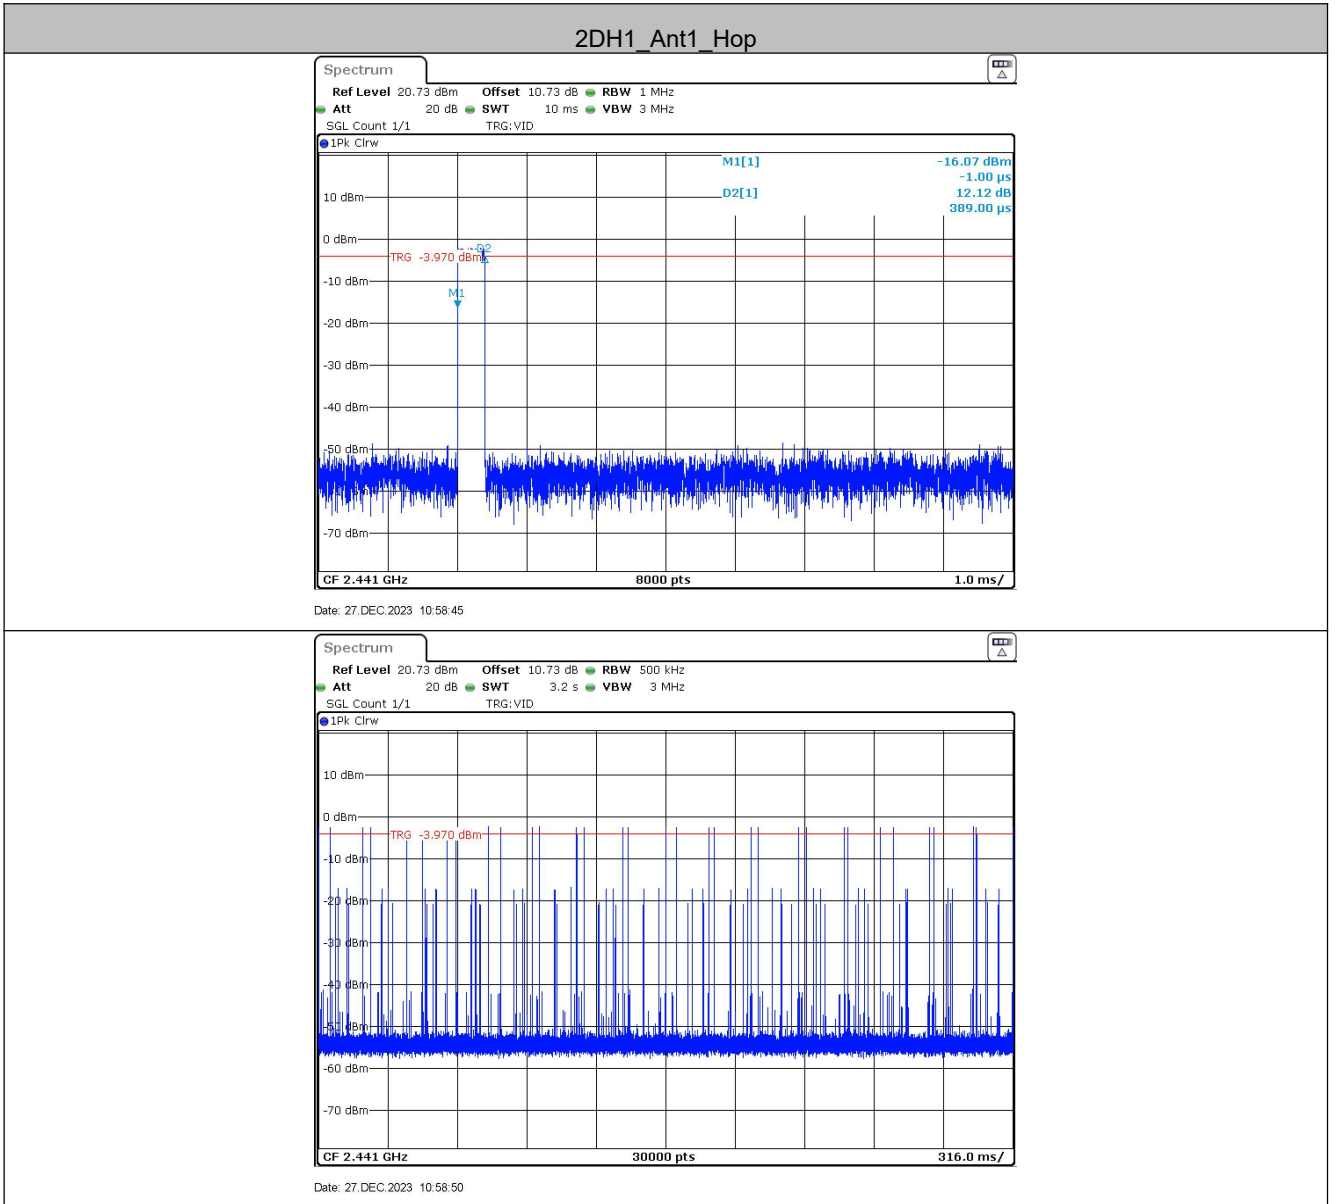 2DH1_Ant1_Hop
Spectrum
Ref Level 20.73 dBm Offset 10.73 dB RBW 1 MHz
Att 20 dB SWT 10 ms VBW 3 MHz
SGL Count 1/1 TRG:VID
1Pk Clrw
M1[1] -16.07 dBm
-1.00 µs
D2[1] 12.12 dB
389.00 µs
10 dBm
0 dBm
D2
TRG -3.970 dBm
-10 dBm
M1
-20 dBm
-30 dBm
-40 dBm
-50 dBm
-70 dBm
CF 2.441 GHz 8000 pts 1.0 ms/
Date: 27.DEC.2023 10:58:45
Spectrum
Ref Level 20.73 dBm Offset 10.73 dB RBW 500 kHz
Att 20 dB SWT 3.2 s VBW 3 MHz
SGL Count 1/1 TRG:VID
1Pk Clrw
10 dBm
0 dBm
TRG -3.970 dBm
-10 dBm
-20 dBm
-30 dBm
-40 dBm
-50 dBm
-60 dBm
-70 dBm
CF 2.441 GHz 30000 pts 316.0 ms/
Date: 27.DEC.2023 10:58:50